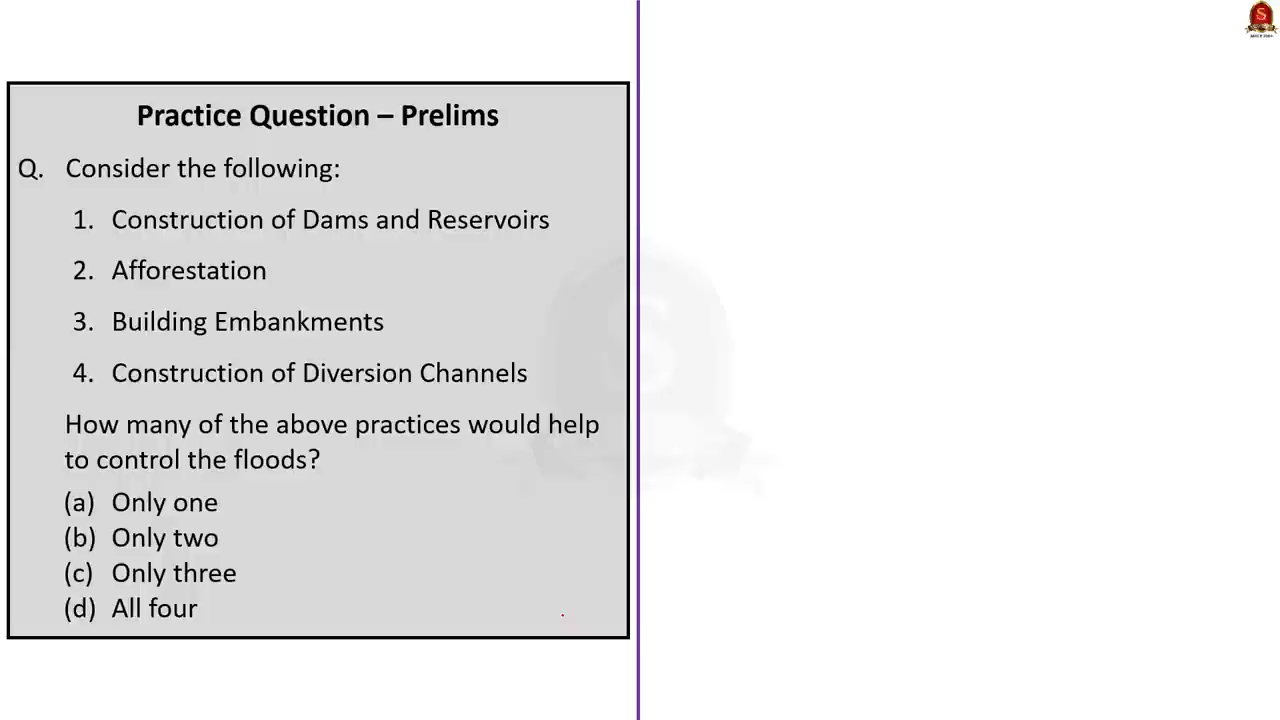 Practice Question – Prelims
Q. Consider the following:
1. Construction of Dams and Reservoirs
2. Afforestation
3. Building Embankments
4. Construction of Diversion Channels
How many of the above practices would help
to control the floods?
(a) Only one
(b) Only two
(c) Only three
(d) All four
S